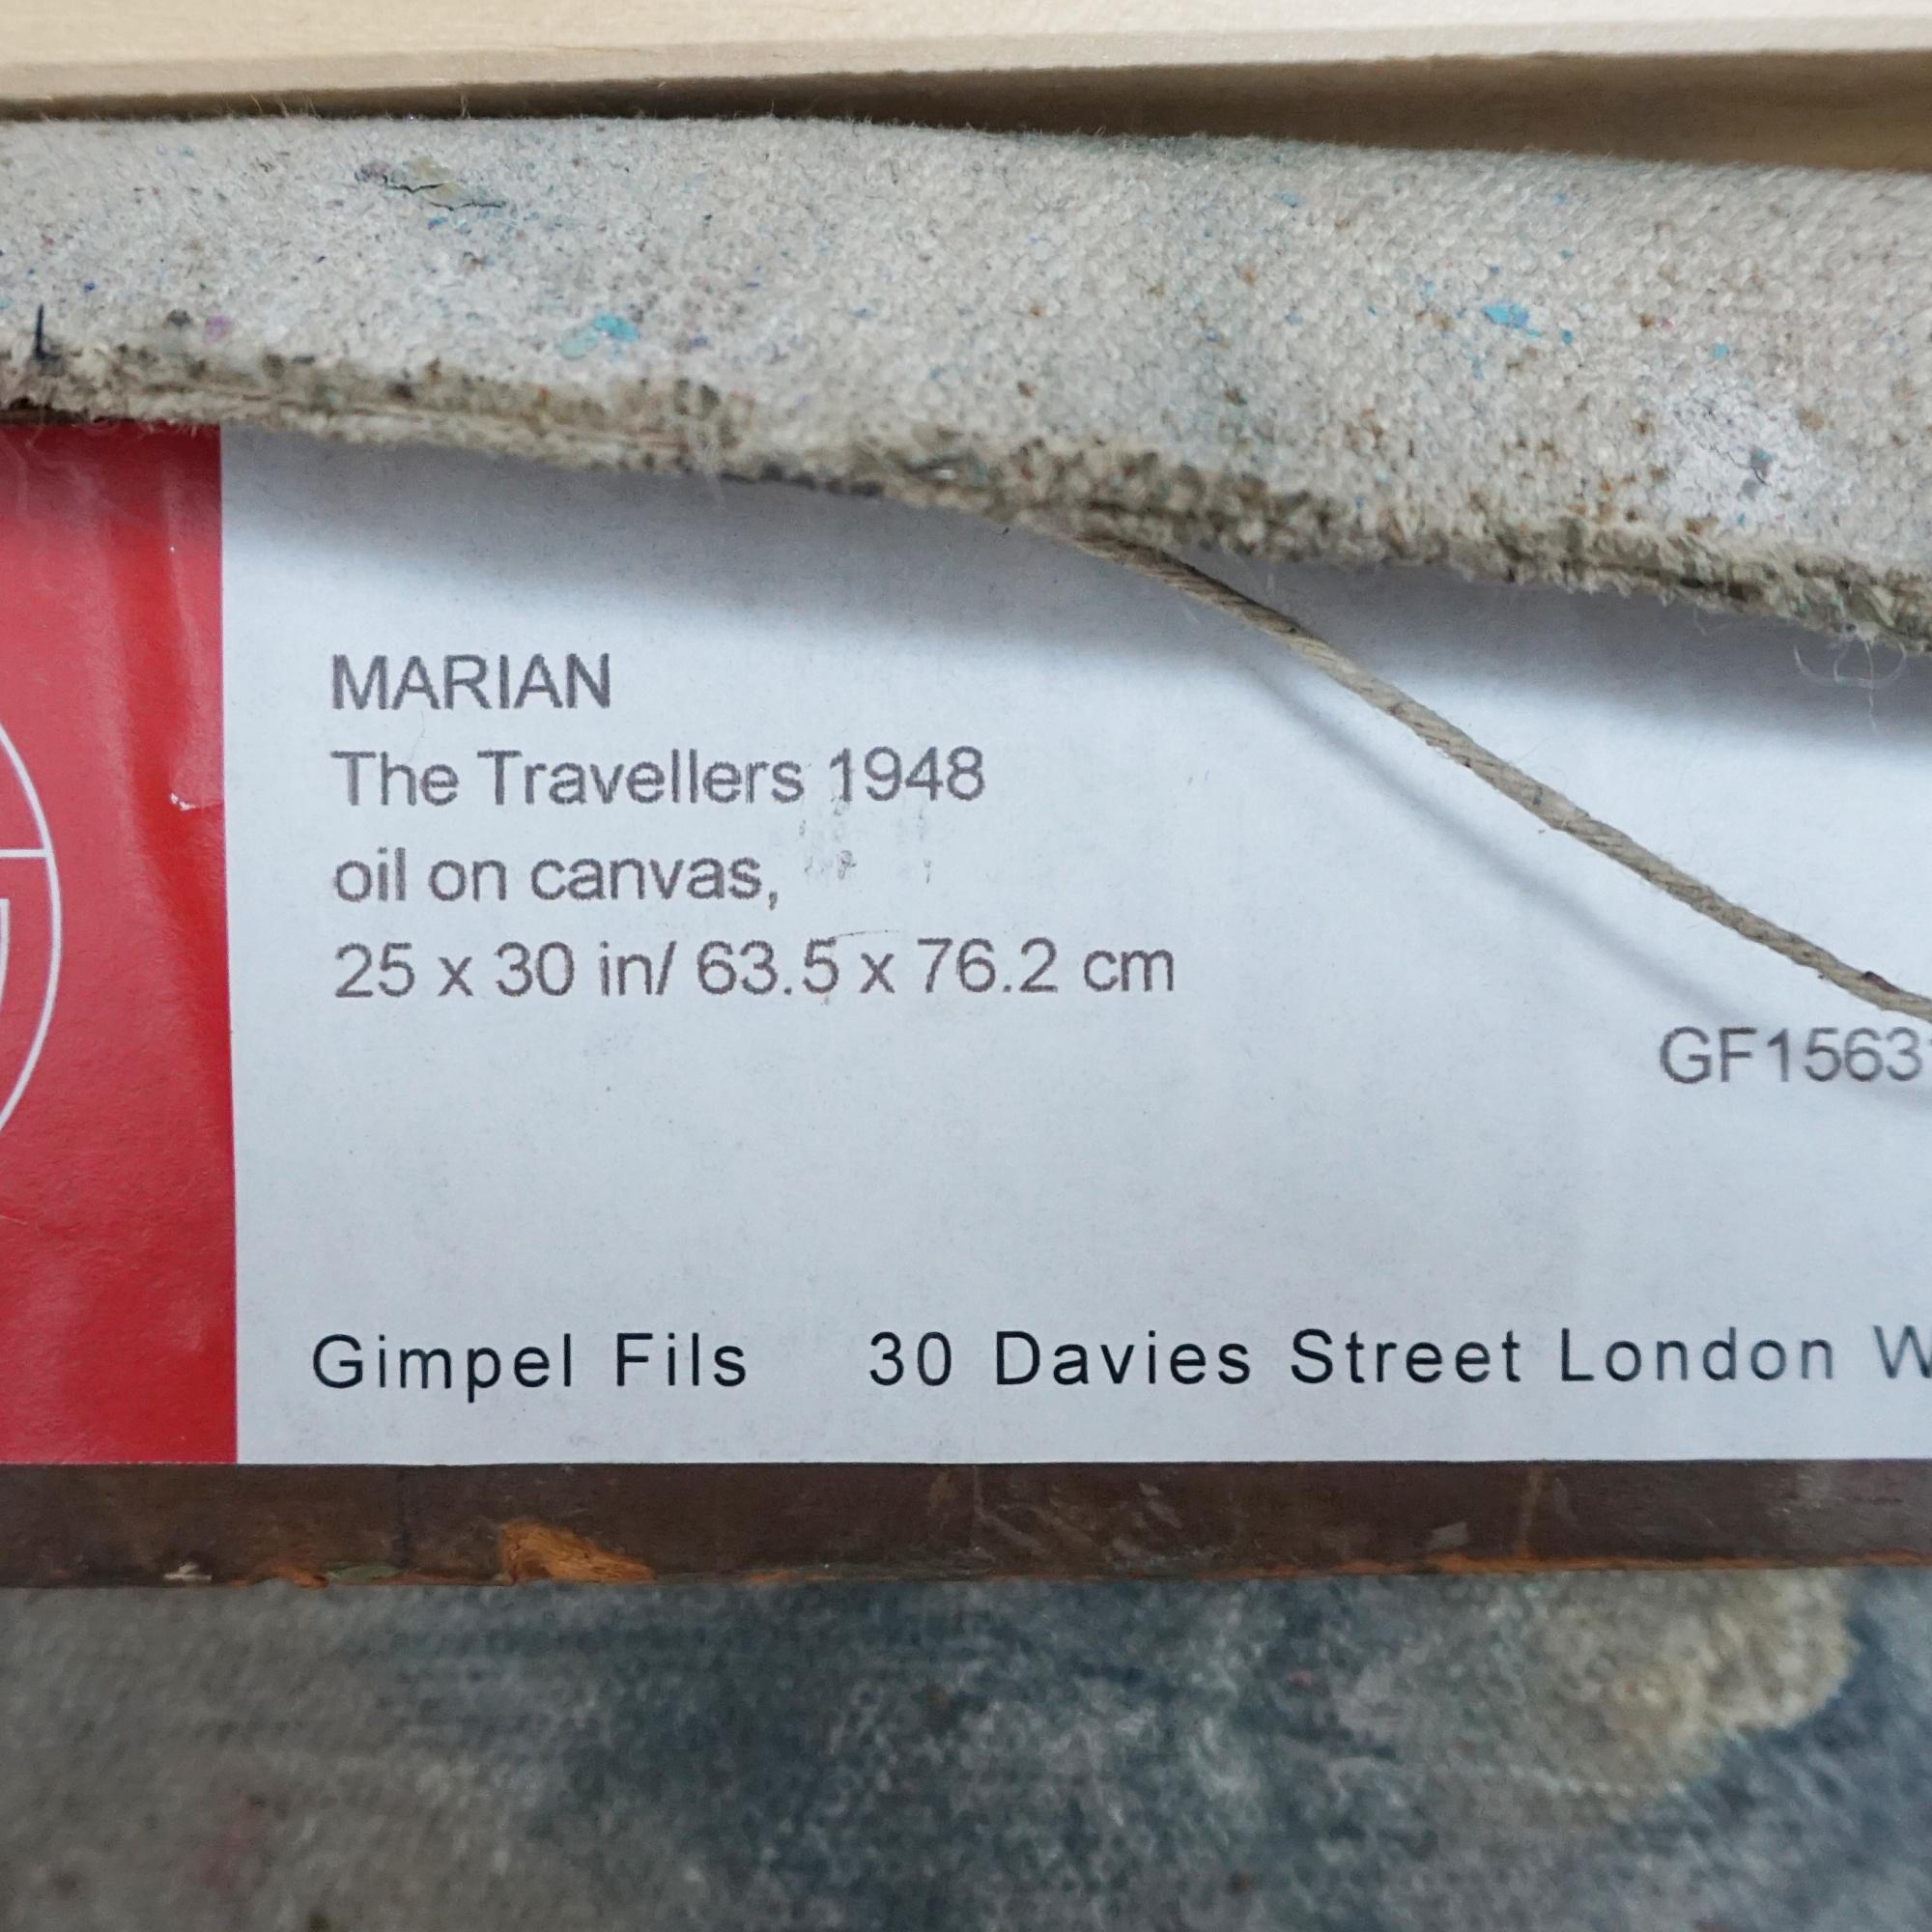 MARIAN
The Travellers 1948
oil on canvas,
25 x 30 in/ 63.5 x 76.2 cm
GF1563
Gimpel Fils 30 Davies Street London W